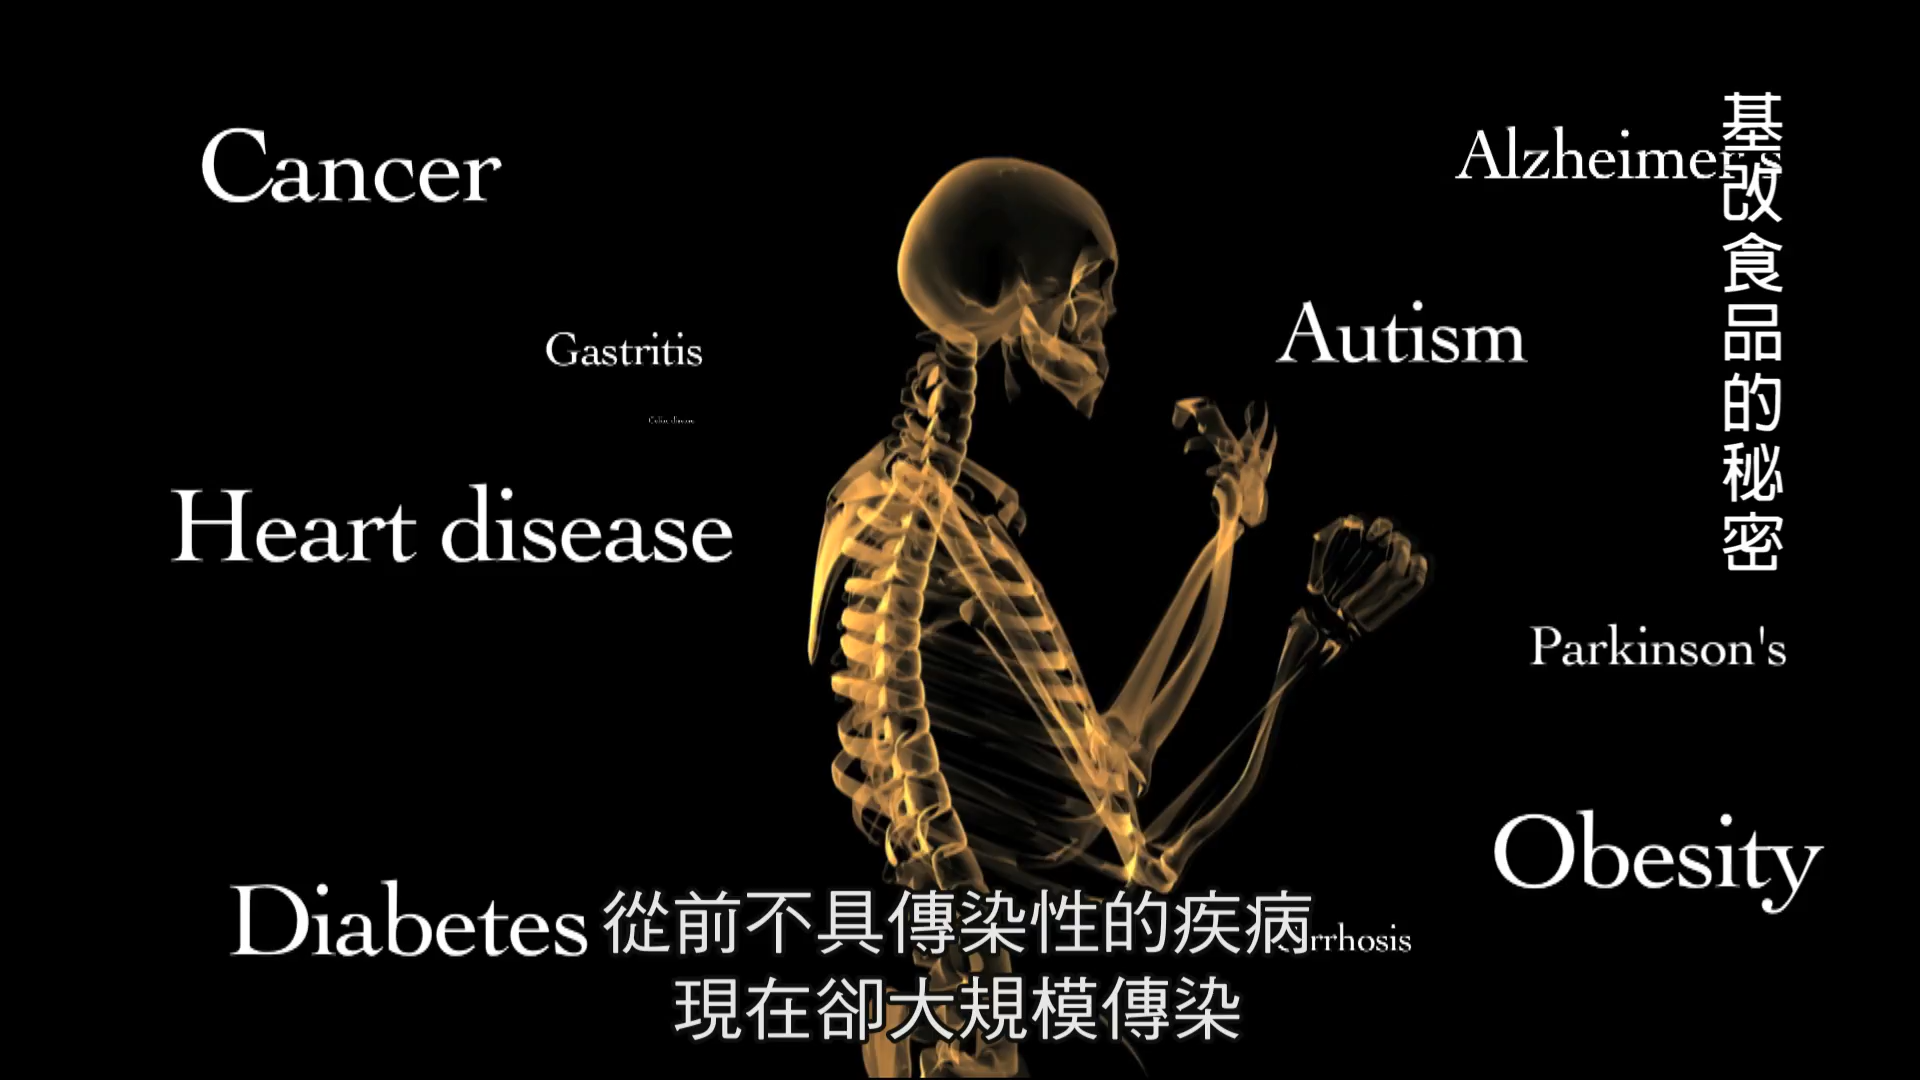 Cancer
Alzheimer's
基改食品的秘密
Gastritis
Autism
Heart disease
Parkinson's
Obesity
Diabetes
從前不具傳染性的疾病
現在卻大規模傳染